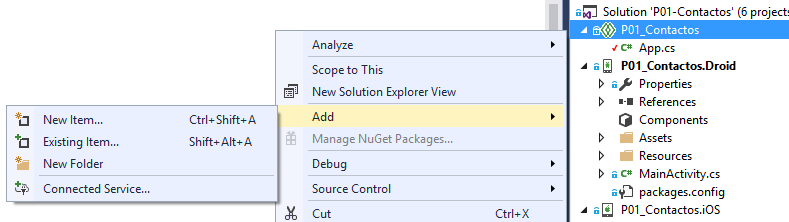 New Item... Ctrl+Shift+A
Existing Item... Shift+Alt+A
New Folder
Connected Service...
Analyze
Scope to This
New Solution Explorer View
Add
Manage NuGet Packages...
Debug
Source Control
Cut Ctrl+X
Solution 'P01-Contactos' (6 projects
P01_Contactos
C# App.cs
P01_Contactos.Droid
Properties
References
Components
Assets
Resources
C# MainActivity.cs
packages.config
P01_Contactos.iOS